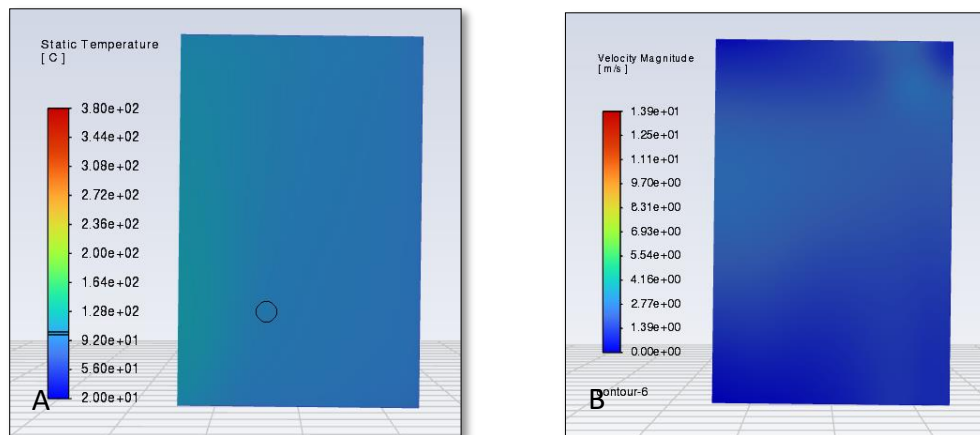 Static Temperature
[ C ]
3.80e+02
3.44e+02
3.08e+02
2.72e+02
2.36e+02
2.00e+02
1.64e+02
1.28e+02
9.20e+01
5.60e+01
2.00e+01
A
Velocity Magnitude
[ m/s ]
1.39e+01
1.25e+01
1.11e+01
9.70e+00
8.31e+00
6.93e+00
5.54e+00
4.16e+00
2.77e+00
1.39e+00
0.00e+00
contour-6
B